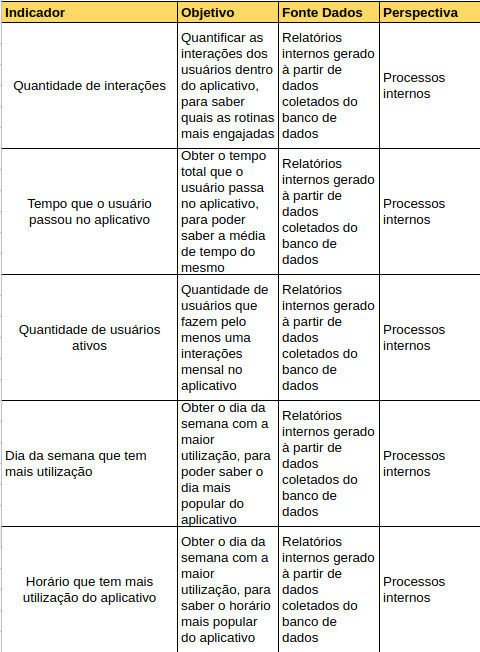 Indicador
Objetivo
Fonte Dados
Perspectiva
Quantidade de interações
Quantificar as
interações dos
usuários dentro
do aplicativo,
para saber
quais as rotinas
mais engajadas
Relatórios
internos gerado
à partir de
dados
coletados do
banco de
dados
Processos
internos
Tempo que o usuário
passou no aplicativo
Obter o tempo
total que o
usuário passa
no aplicativo,
para poder
saber a média
de tempo do
mesmo
Relatórios
internos gerado
à partir de
dados
coletados do
banco de
dados
Processos
internos
Quantidade de usuários
ativos
Quantidade de
usuários que
fazem pelo
menos uma
interações
mensal no
aplicativo
Relatórios
internos gerado
à partir de
dados
coletados do
banco de
dados
Processos
internos
Dia da semana que tem
mais utilização
Obter o dia da
semana com a
maior
utilização, para
poder saber o
dia mais
popular do
aplicativo
Relatórios
internos gerado
à partir de
dados
coletados do
banco de
dados
Processos
internos
Horário que tem mais
utilização do aplicativo
Obter o dia da
semana com a
maior
utilização, para
saber o horário
mais popular
do aplicativo
Relatórios
internos gerado
à partir de
dados
coletados do
banco de
dados
Processos
internos